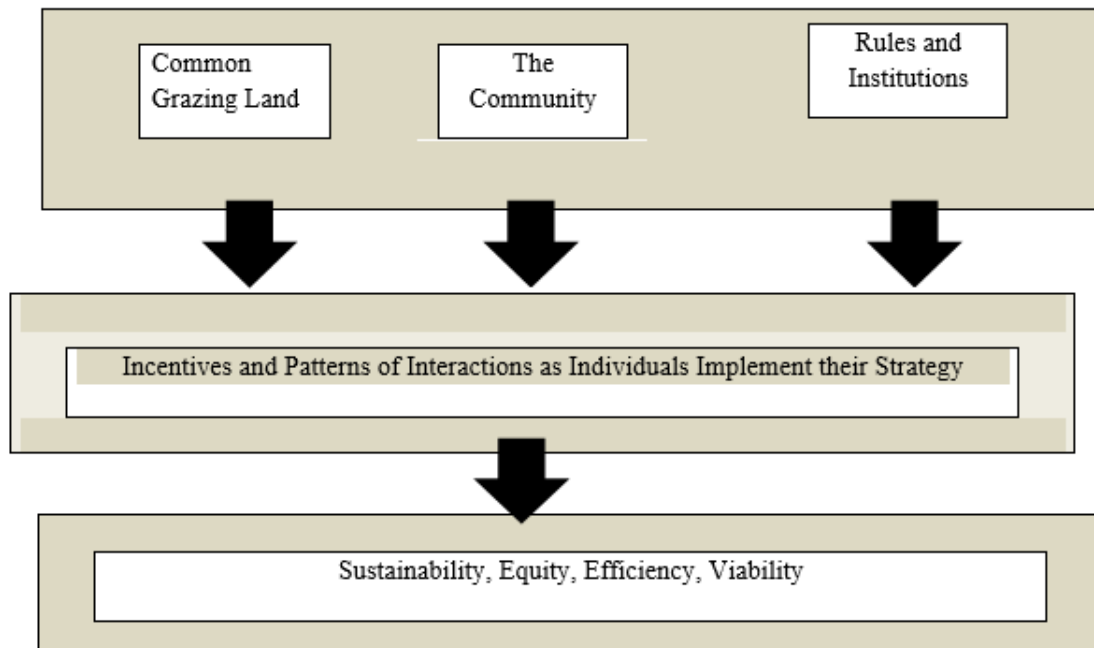 Common
Grazing Land
The
Community
Rules and
Institutions
Incentives and Patterns of Interactions as Individuals Implement their Strategy
Sustainability, Equity, Efficiency, Viability